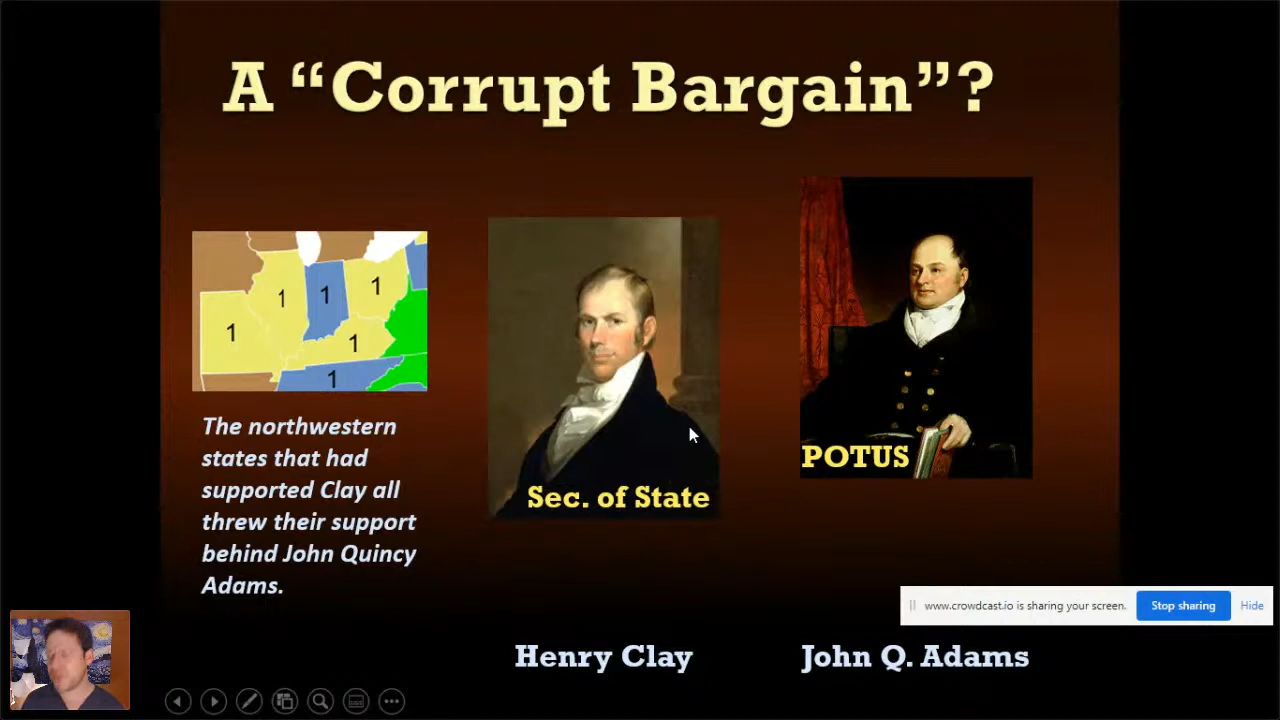 A “Corrupt Bargain”?
1
1
1
1
1
1
The northwestern
states that had
supported Clay all
threw their support
behind John Quincy
Adams.
Sec. of State
POTUS
Henry Clay
John Q. Adams
www.crowdcast.io is sharing your screen.
Stop sharing
Hide